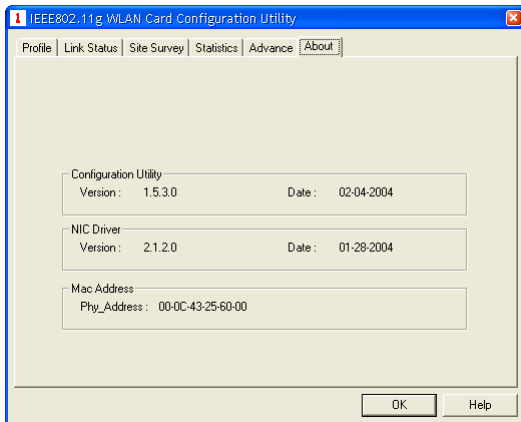 1 IEEE802.11g WLAN Card Configuration Utility
Profile Link Status Site Survey Statistics Advance About
Configuration Utility
Version : 1.5.3.0 Date : 02-04-2004
NIC Driver
Version : 2.1.2.0 Date : 01-28-2004
Mac Address
Phy_Address : 00-0C-43-25-60-00
OK Help